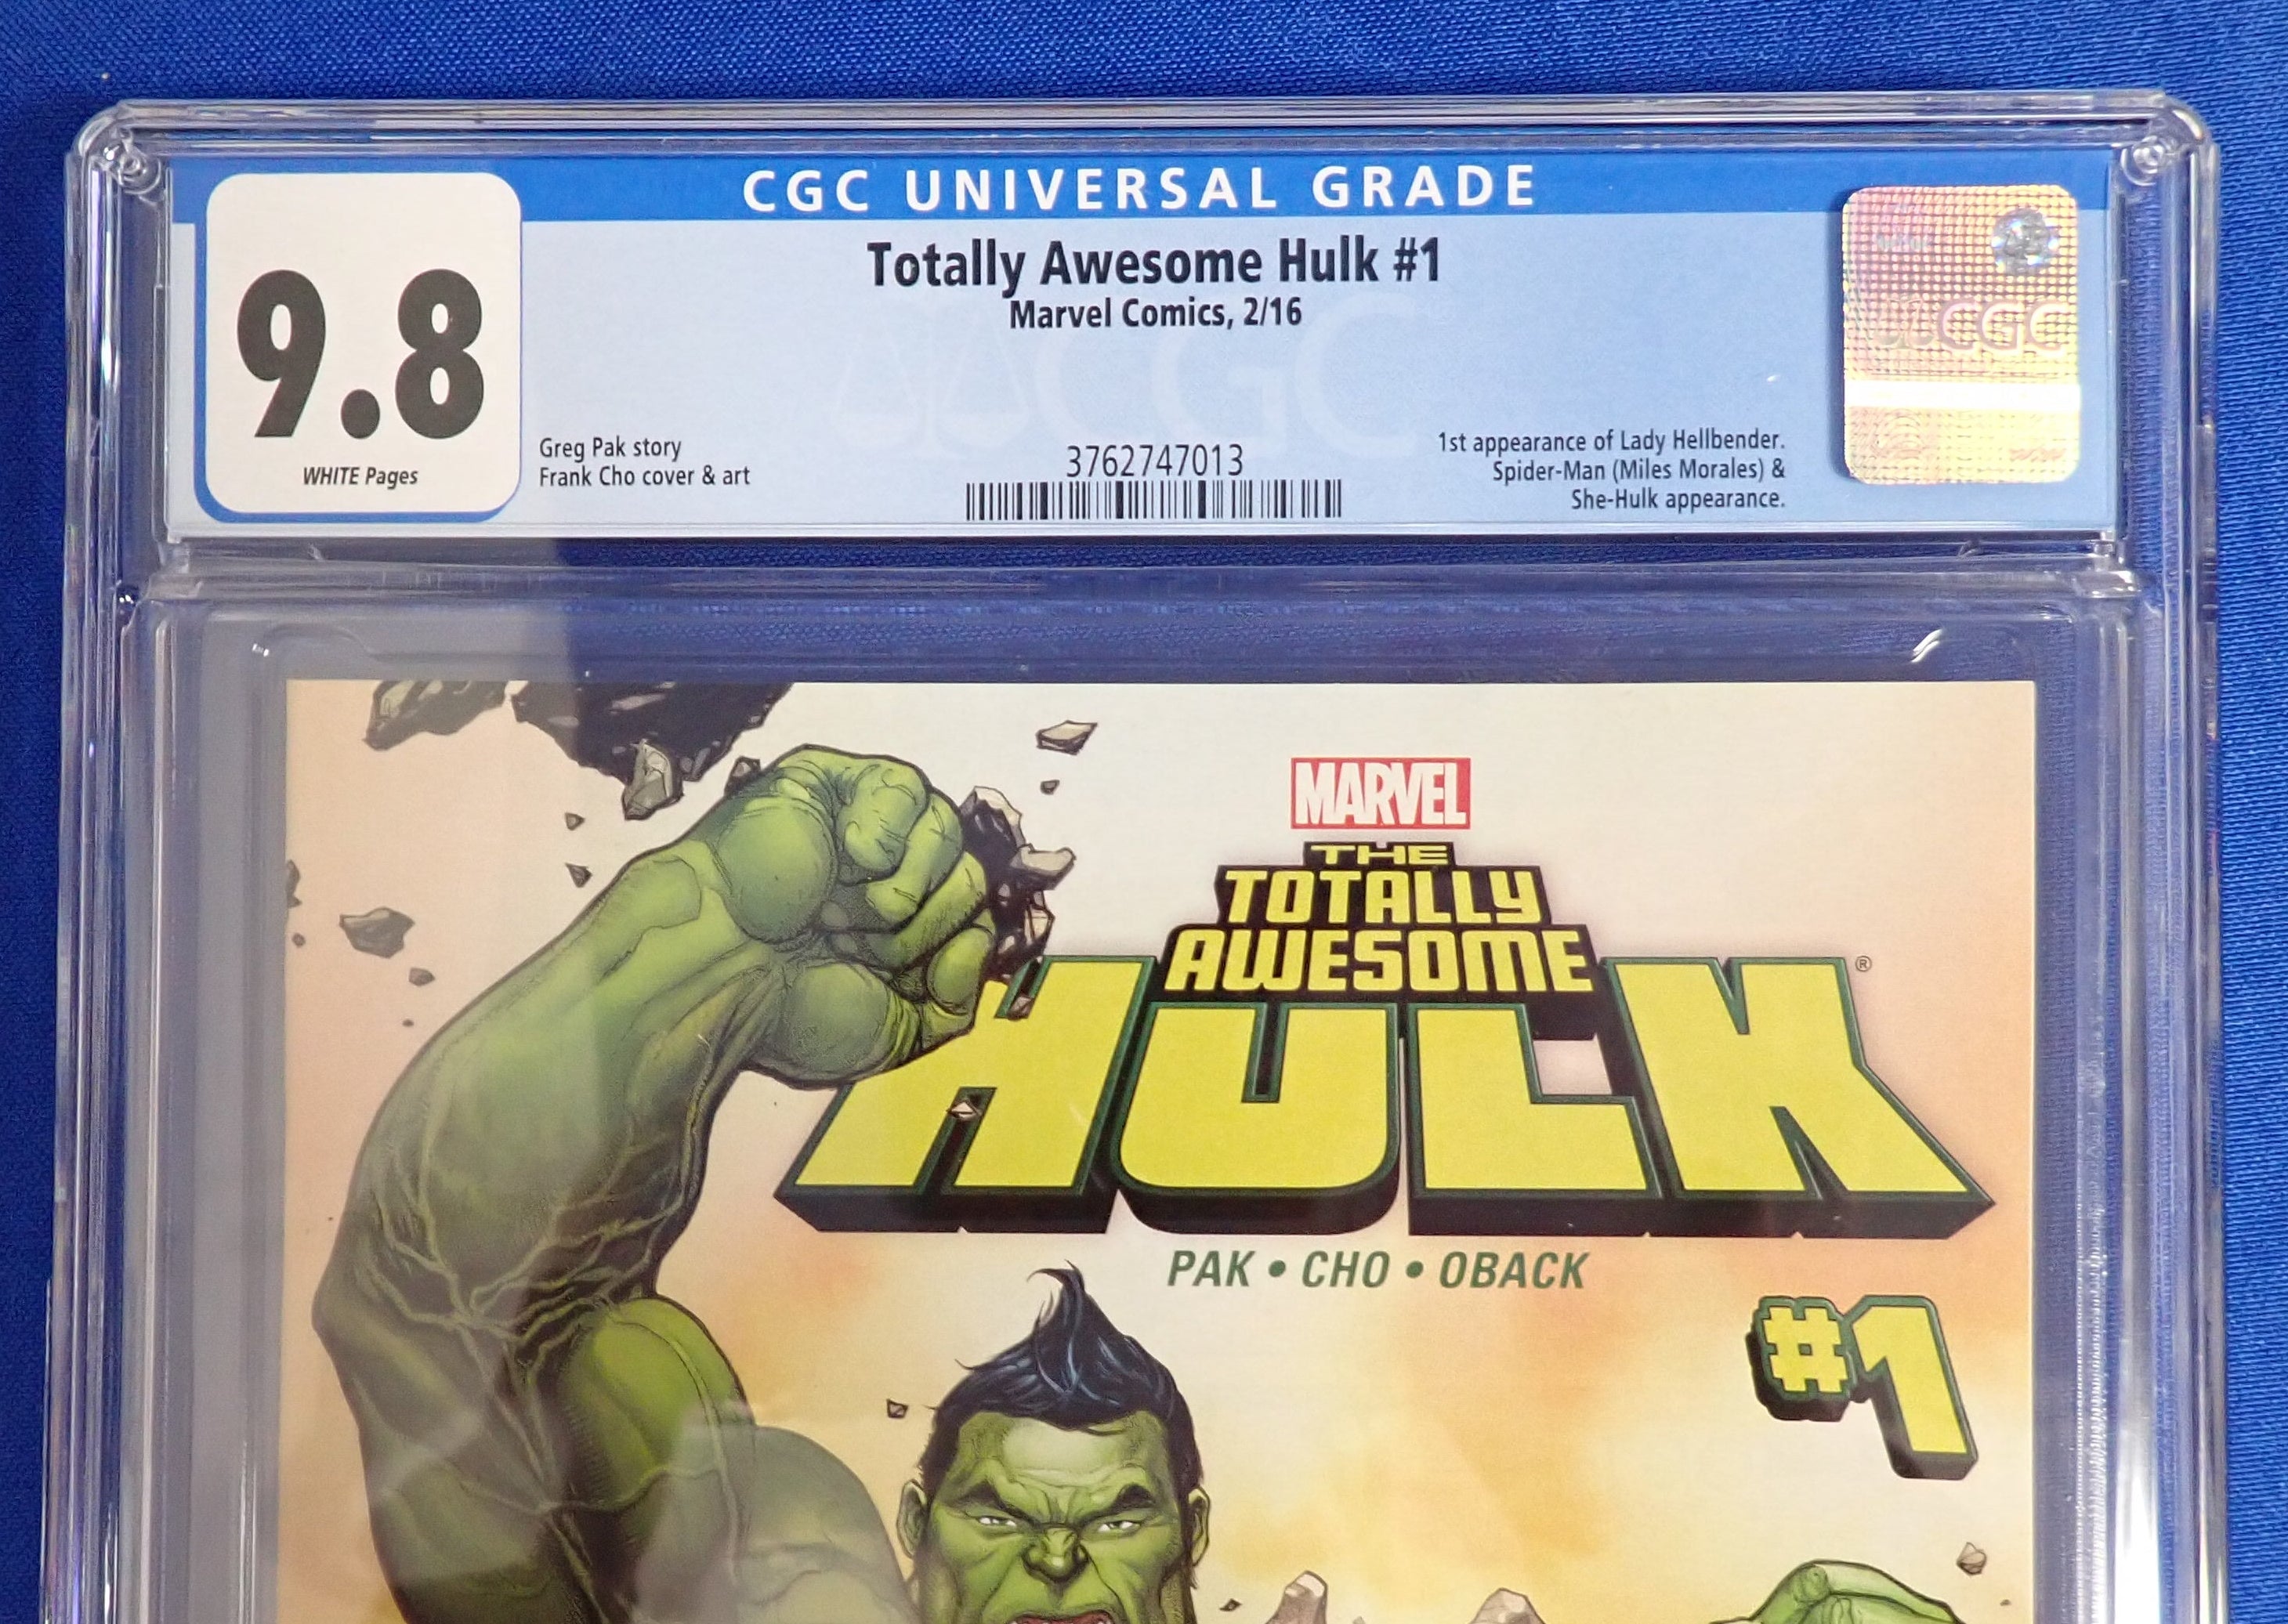 CGC UNIVERSAL GRADE
9.8
WHITE Pages
Totally Awesome Hulk #1
Marvel Comics, 2/16
Greg Pak story
Frank Cho cover & art
3762747013
1st appearance of Lady Hellbender.
Spider-Man (Miles Morales) &
She-Hulk appearance.
CGC
CGC
MARVEL
THE
TOTALLY
AWESOME
HULK®
PAK • CHO • OBACK
#1